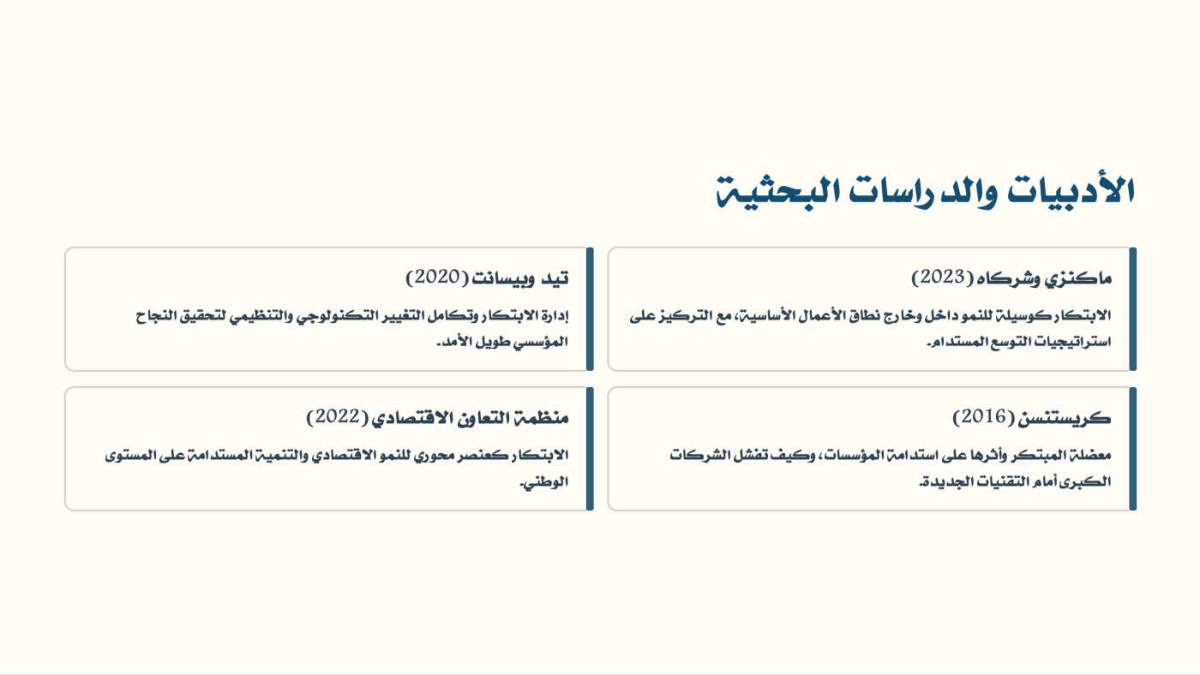 الأدبيات والدراسات البحثية
ماكنزي وشركاه (2023)
الابتكار كوسيلة للنمو داخل وخارج نطاق الأعمال الأساسية، مع التركيز على
استراتيجيات التوسع المستدام.
تيد وبيسانت (2020)
إدارة الابتكار وتكامل التغيير التكنولوجي والتنظيمي لتحقيق النجاح
المؤسسي طويل الأمد.
كريستنسن (2016)
معضلة المبتكر وأثرها على استدامة المؤسسات، وكيف تفشل الشركات
الكبرى أمام التقنيات الجديدة.
منظمة التعاون الاقتصادي (2022)
الابتكار كعنصر محوري للنمو الاقتصادي والتنمية المستدامة على المستوى
الوطني.